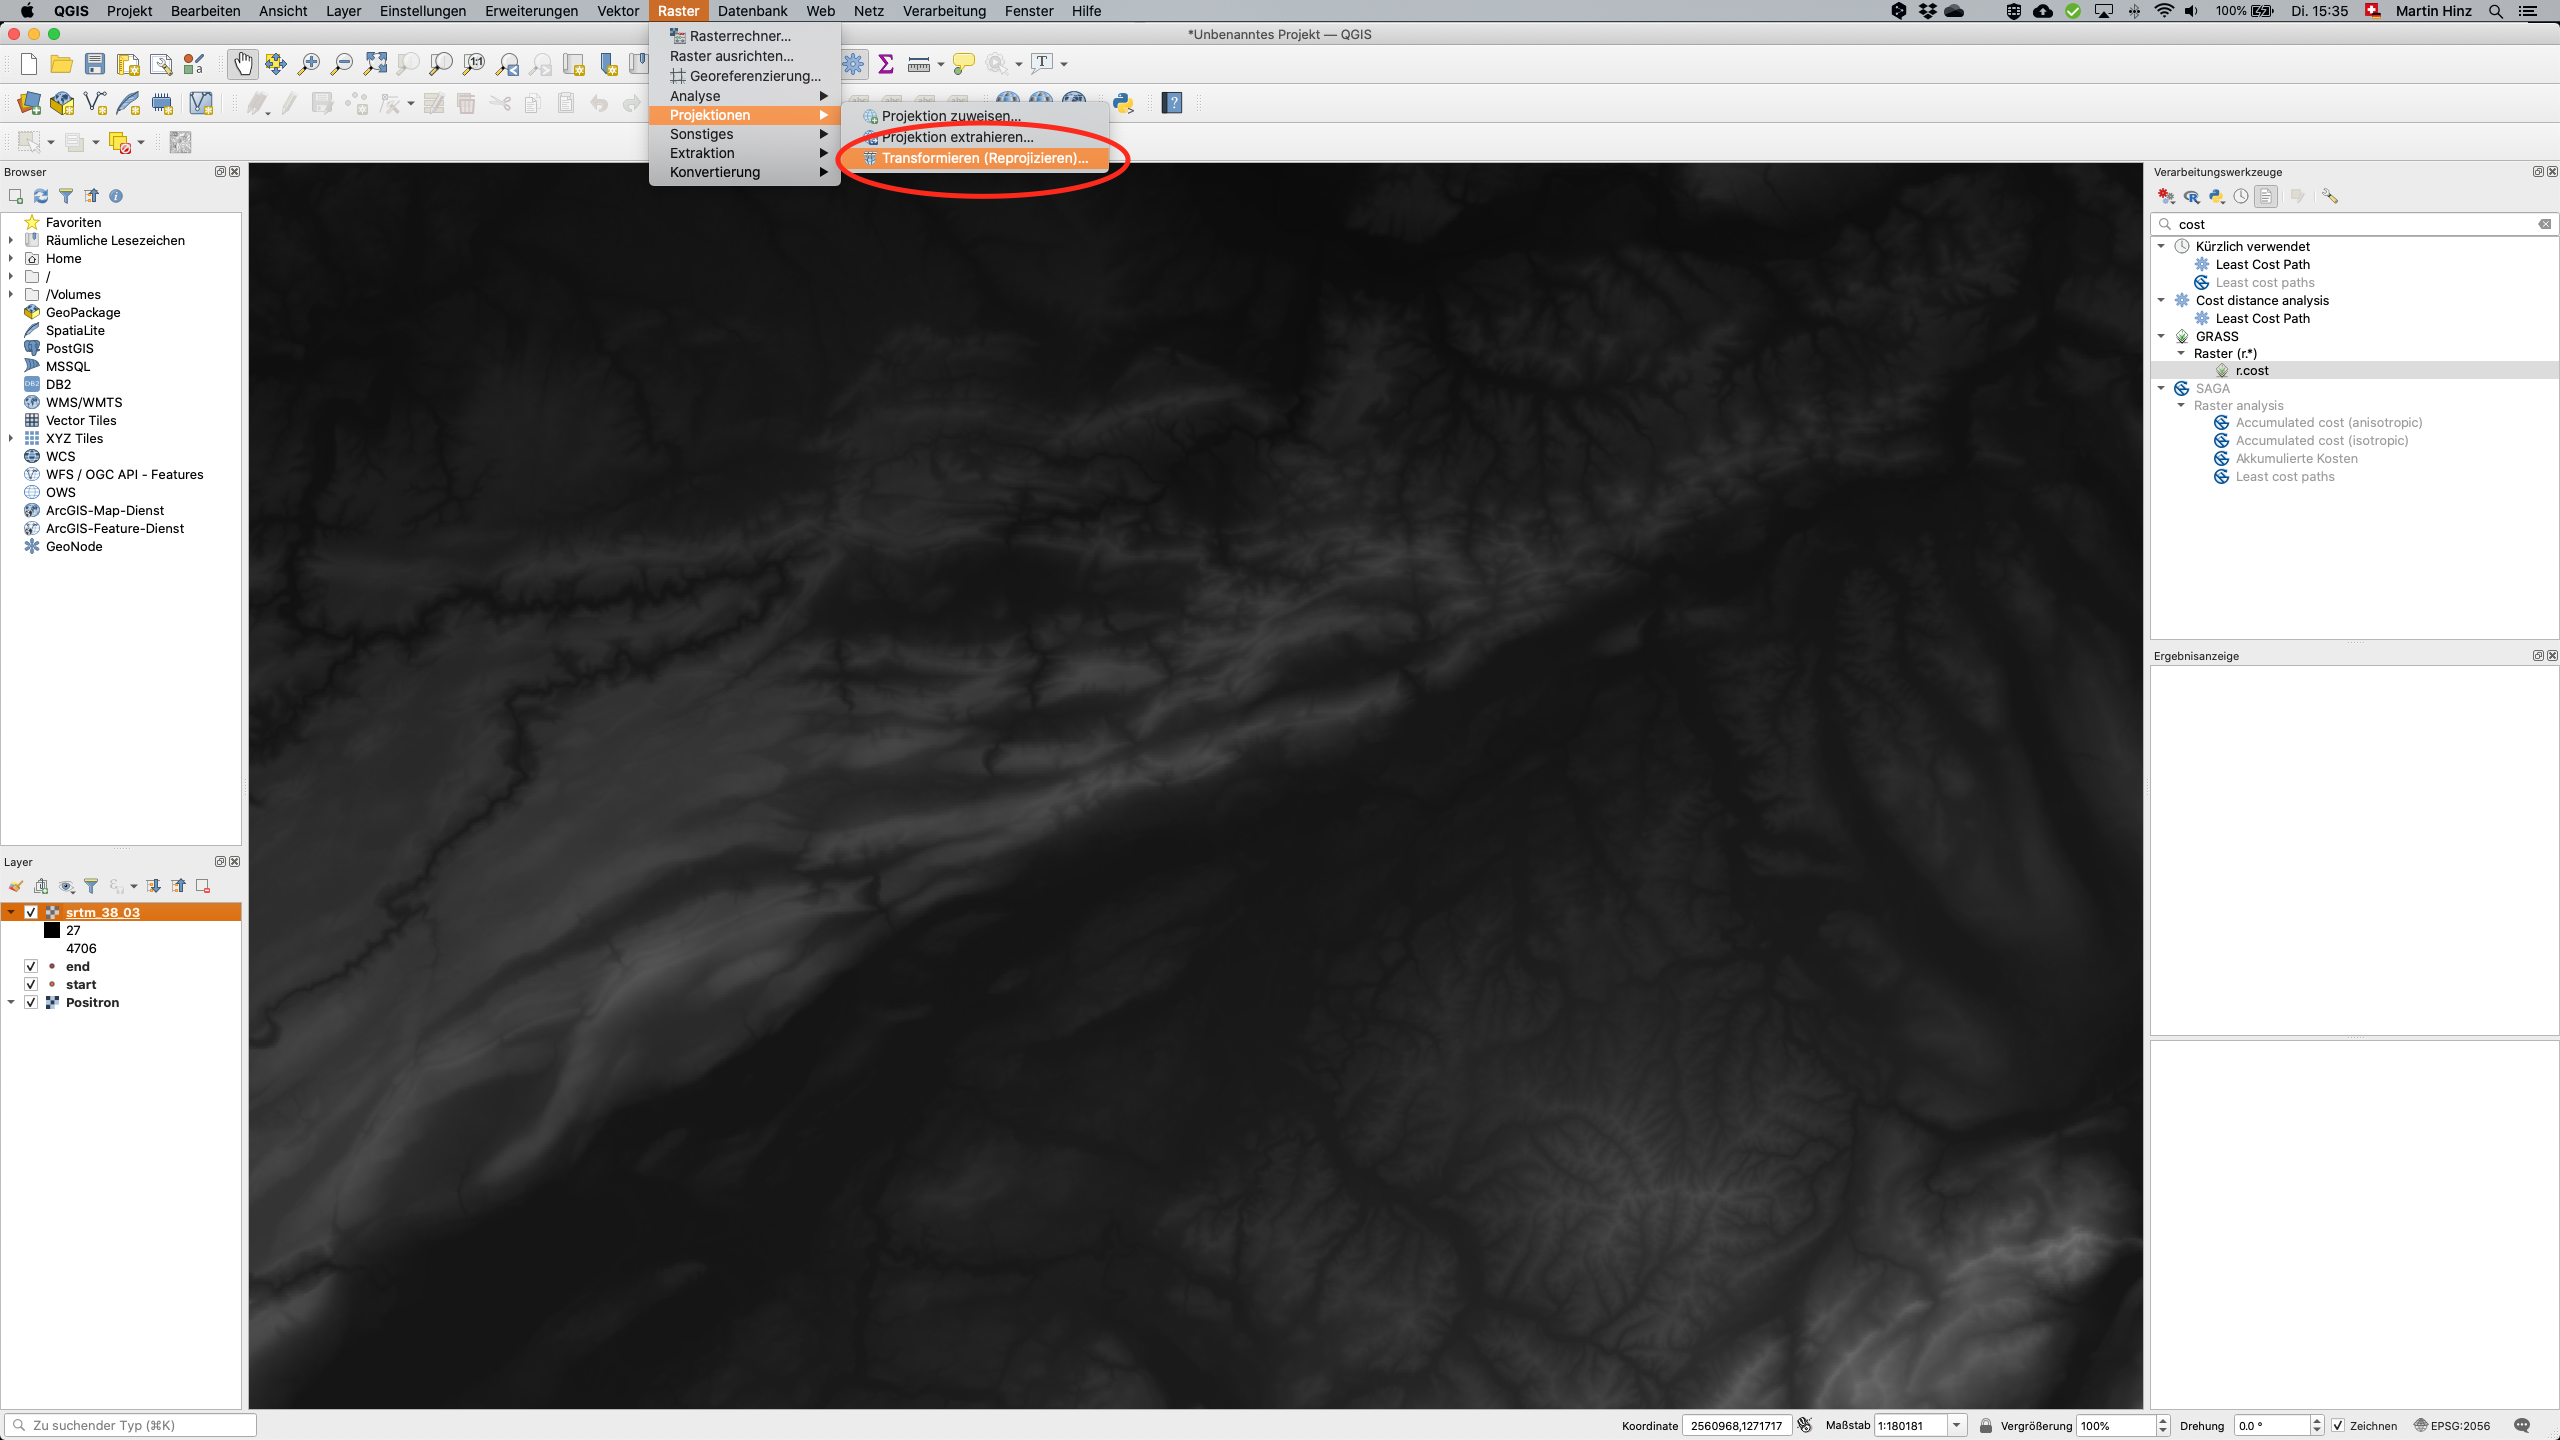 QGIS Projekt Bearbeiten Ansicht Layer Einstellungen Erweiterungen Vektor Raster Datenbank Web Netz Verarbeitung Fenster Hilfe 100% Di. 15:35 Martin Hinz
*Unbenanntes Projekt — QGIS
Rasterrechner...
Raster ausrichten...
Georeferenzierung...
Analyse
Projektionen
Sonstiges
Extraktion
Konvertierung
Projektion zuweisen...
Projektion extrahieren...
Transformieren (Reprojizieren)...
Browser
Favoriten
Räumliche Lesezeichen
Home
/
/Volumes
GeoPackage
SpatiaLite
PostGIS
MSSQL
DB2
WMS/WMTS
Vector Tiles
XYZ Tiles
WCS
WFS / OGC API - Features
OWS
ArcGIS-Map-Dienst
ArcGIS-Feature-Dienst
GeoNode
Layer
srtm_38_03
27
4706
end
start
Positron
Verarbeitungswerkzeuge
cost
Kürzlich verwendet
Least Cost Path
Least cost paths
Cost distance analysis
Least Cost Path
GRASS
Raster (r.*)
r.cost
SAGA
Raster analysis
Accumulated cost (anisotropic)
Accumulated cost (isotropic)
Akkumulierte Kosten
Least cost paths
Ergebnisanzeige
Zu suchender Typ (⌘K)
Koordinate 2560968,1271717 Maßstab 1:180181 Vergrößerung 100% Drehung 0.0 ° Zeichnen EPSG:2056